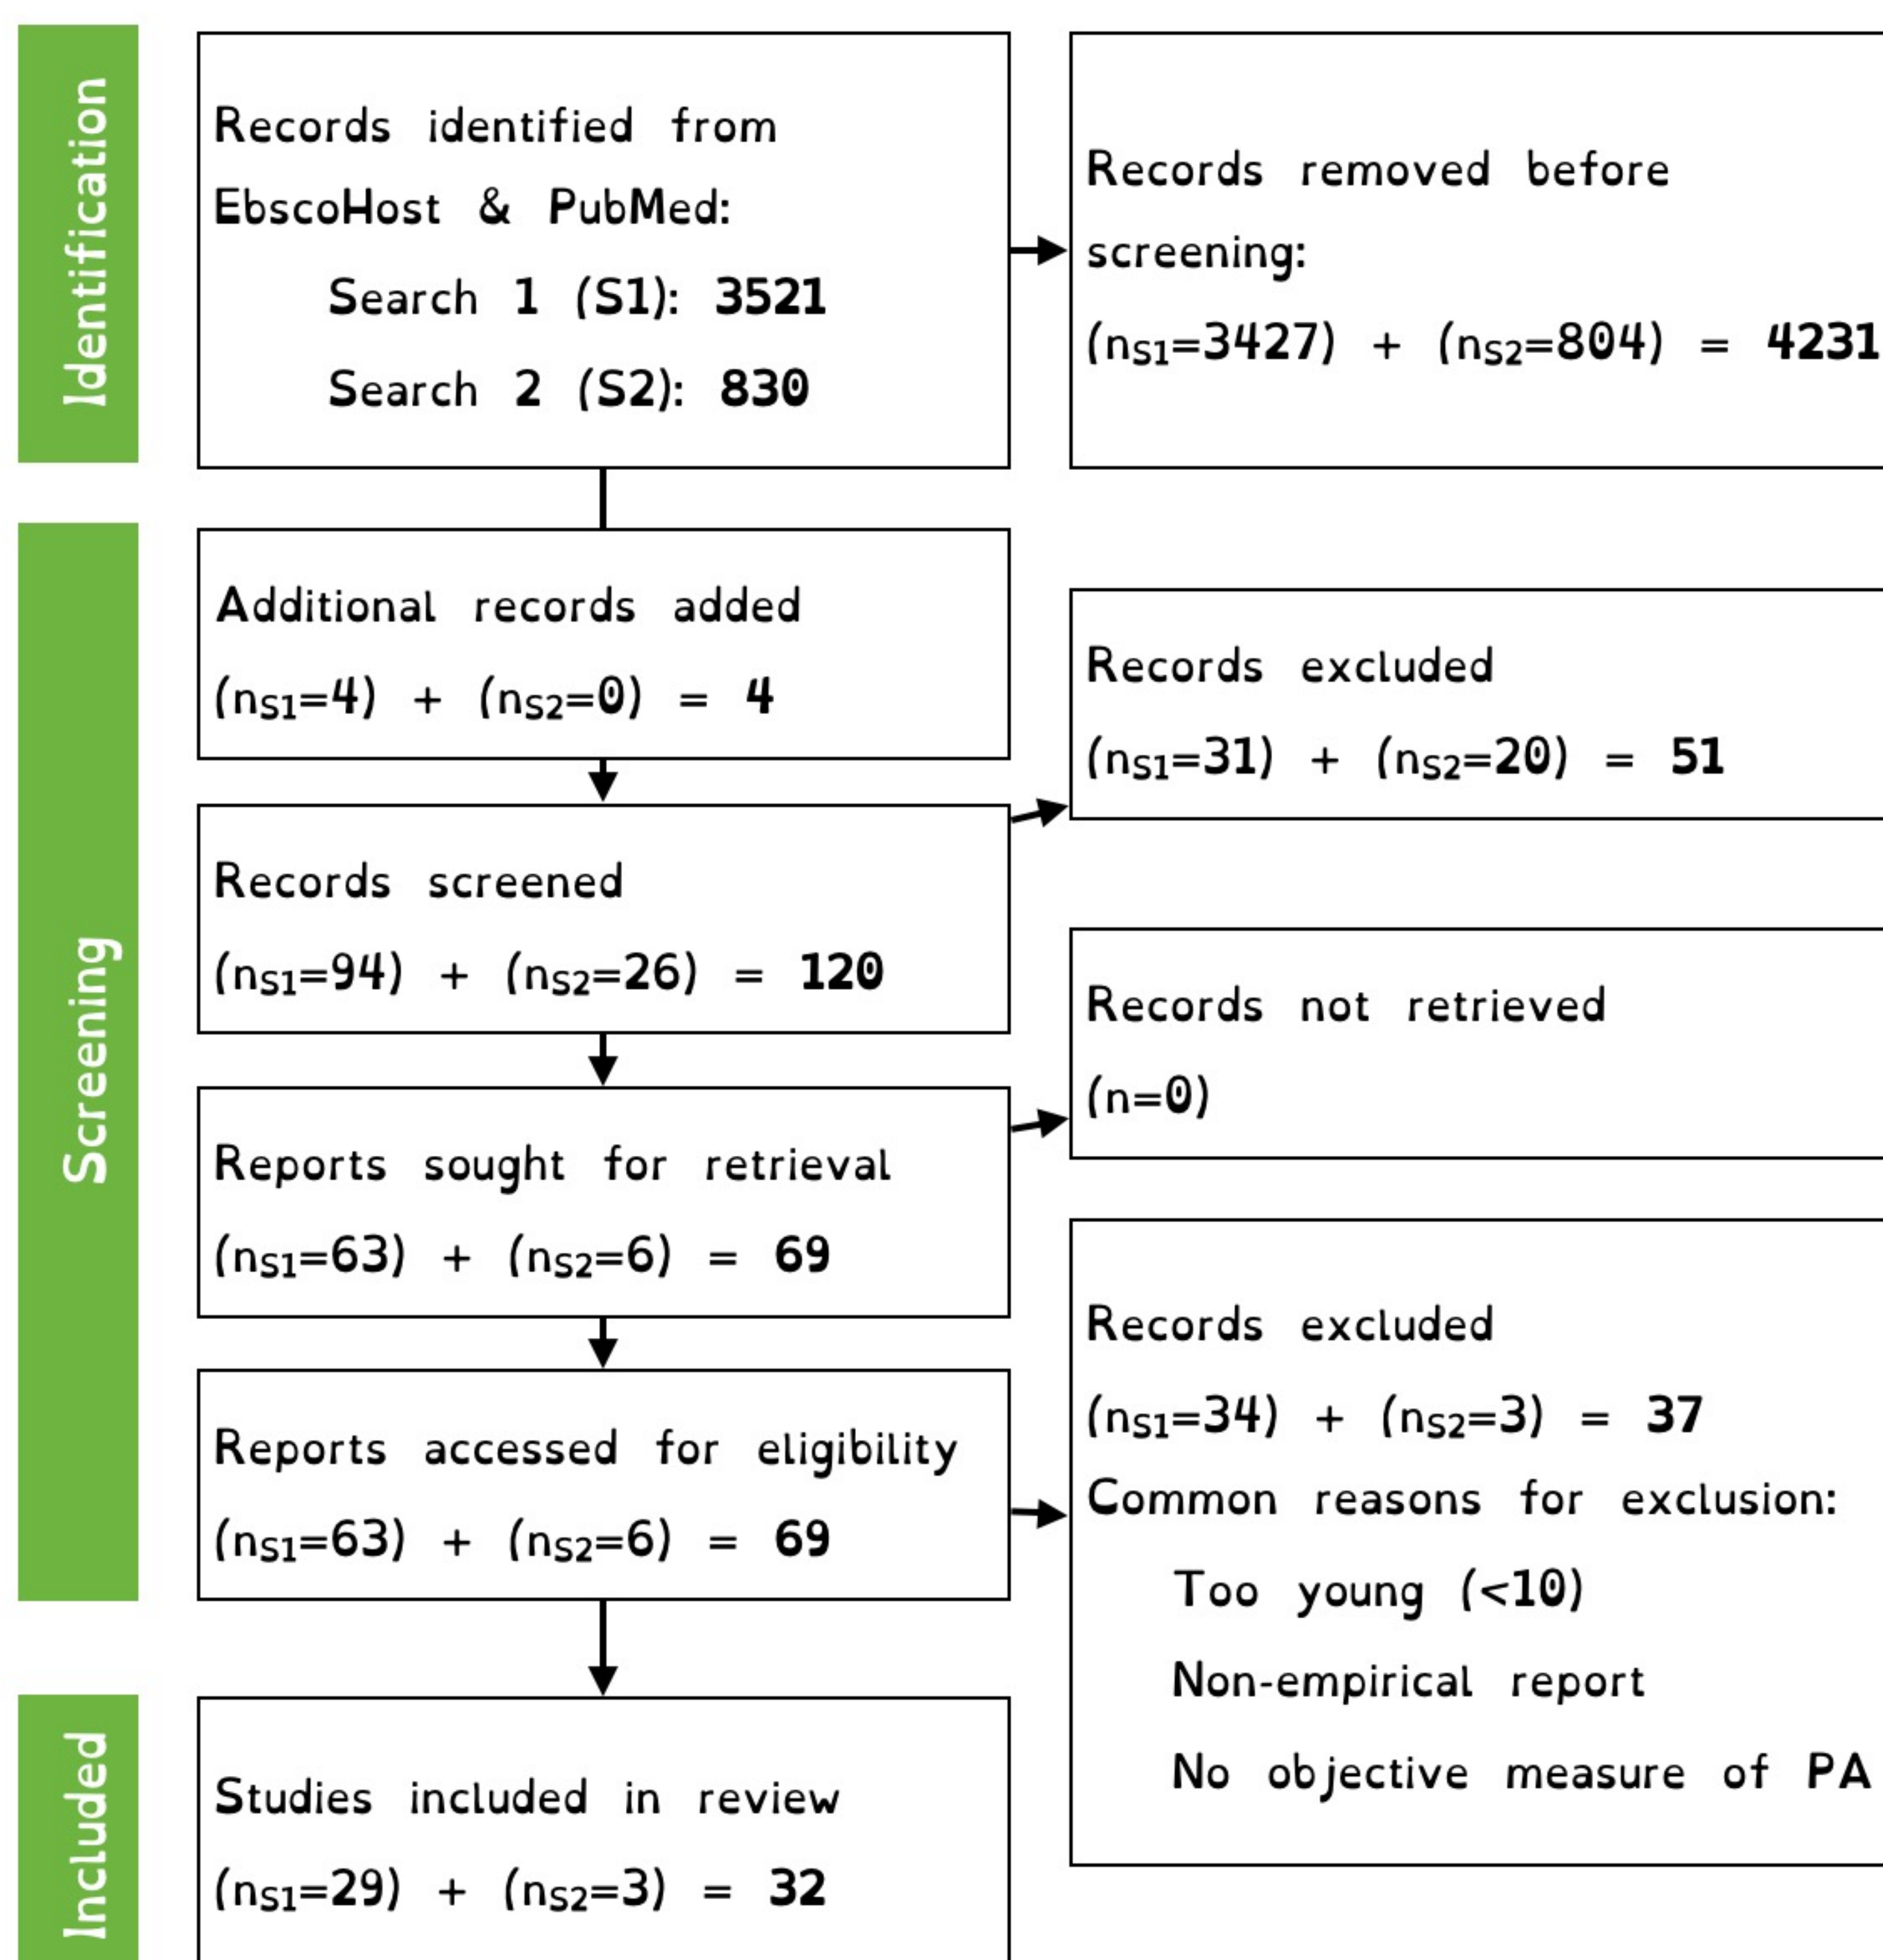 Identification
Records identified from
EbscoHost & PubMed:
Search 1 (S1): 3521
Search 2 (S2): 830
Records removed before
screening:
(nS1=3427) + (nS2=804) = 4231
Screening
Additional records added
(nS1=4) + (nS2=0) = 4
Records excluded
(nS1=31) + (nS2=20) = 51
Records screened
(nS1=94) + (nS2=26) = 120
Records not retrieved
(n=0)
Reports sought for retrieval
(nS1=63) + (nS2=6) = 69
Reports accessed for eligibility
(nS1=63) + (nS2=6) = 69
Records excluded
(nS1=34) + (nS2=3) = 37
Common reasons for exclusion:
Too young (<10)
Non-empirical report
No objective measure of PA
Included
Studies included in review
(nS1=29) + (nS2=3) = 32